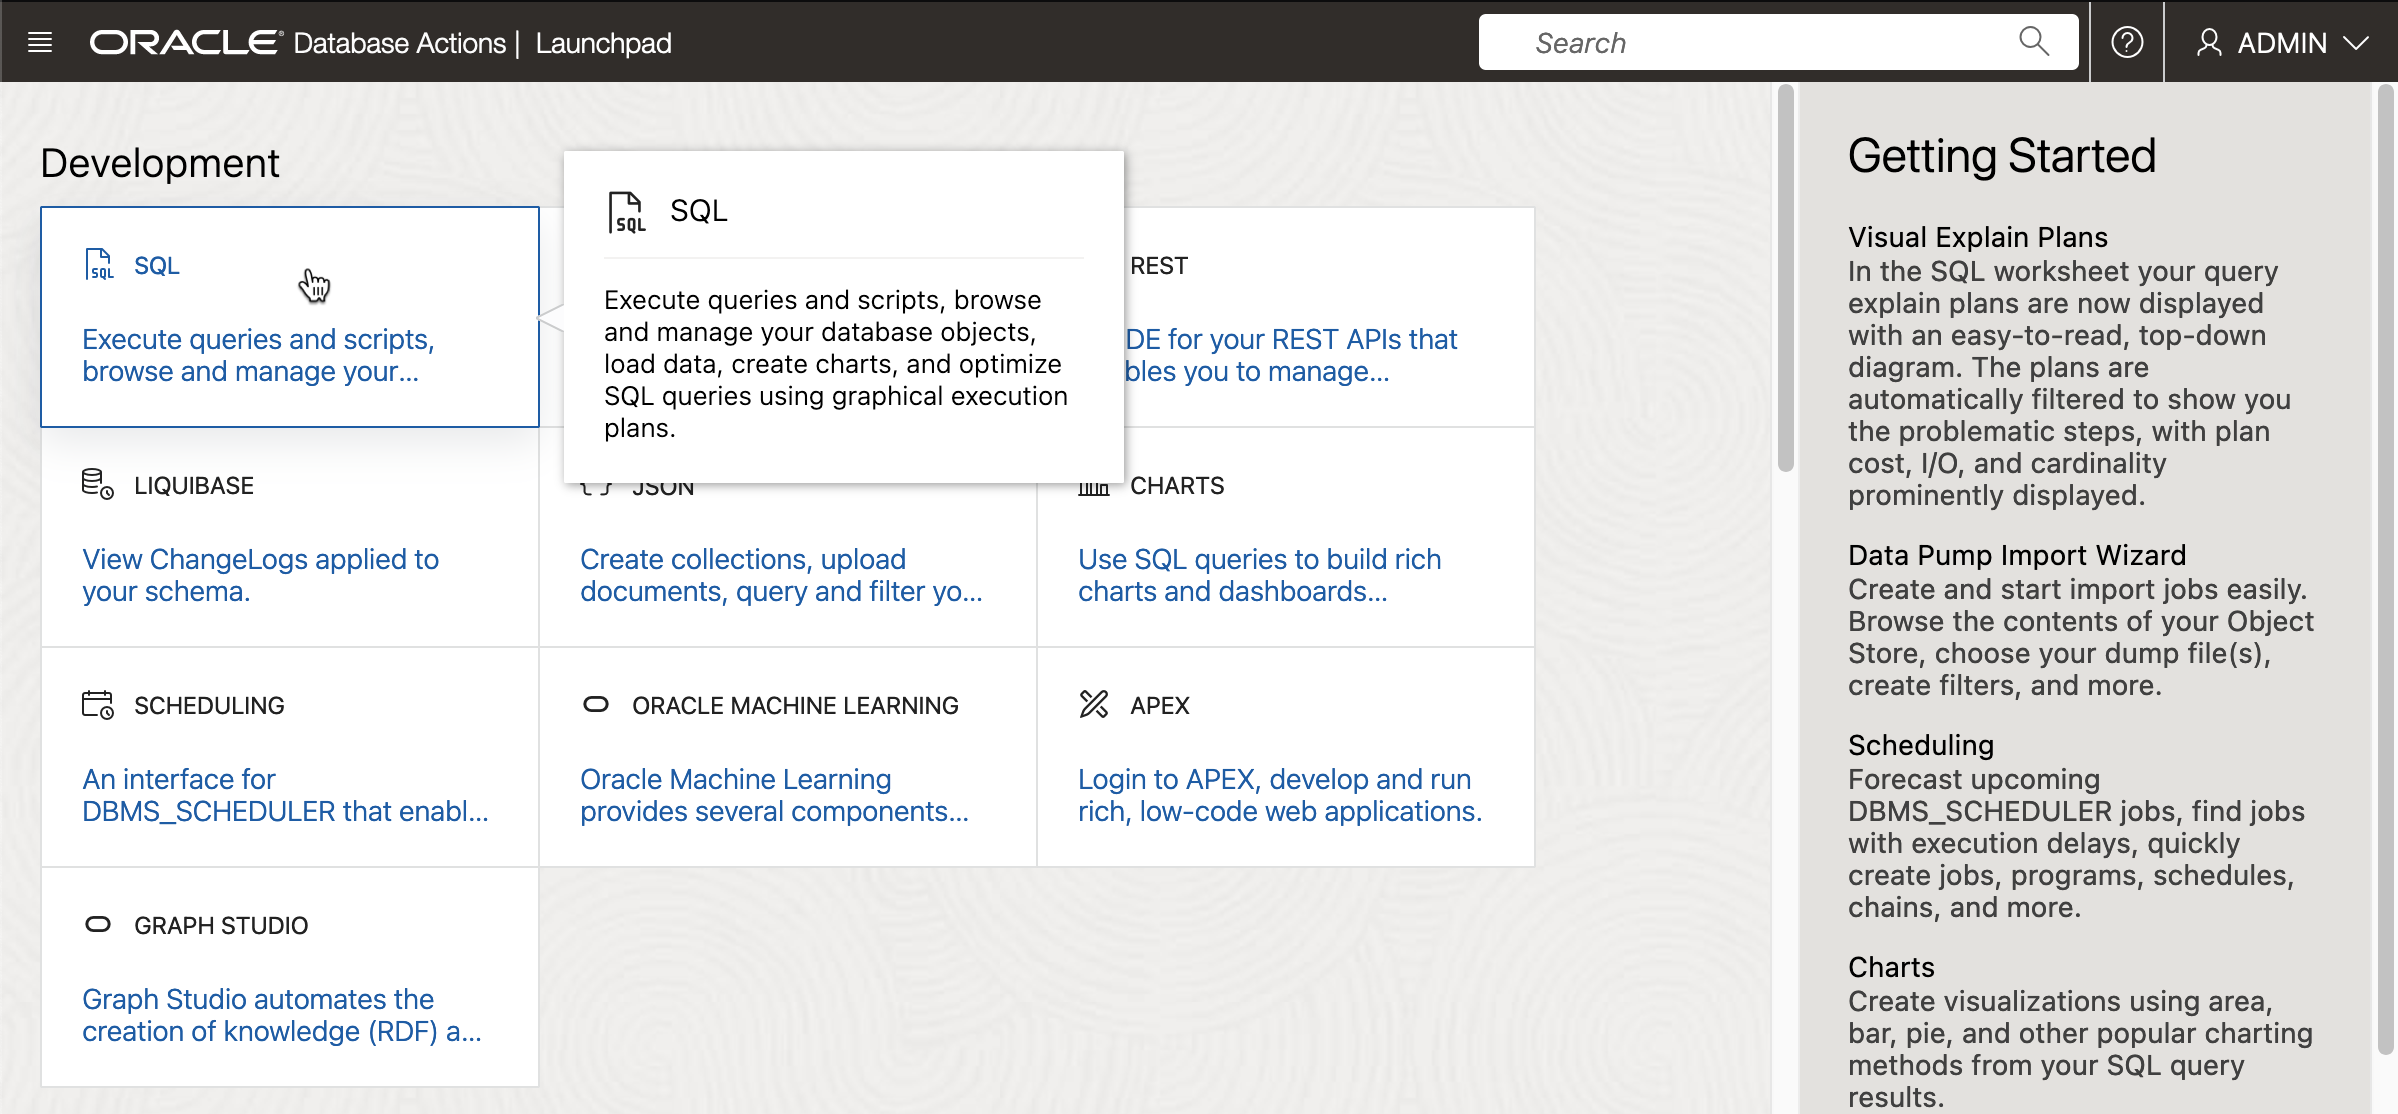 ORACLE® Database Actions | Launchpad
Search
ADMIN
Development
SQL
Execute queries and scripts,
browse and manage your...
SQL
SQL
Execute queries and scripts, browse
and manage your database objects,
load data, create charts, and optimize
SQL queries using graphical execution
plans.
SQL
REST
for your REST APIs that
you to manage...
LIQUIBASE
View ChangeLogs applied to
your schema.
JSON
Create collections, upload
documents, query and filter yo...
CHARTS
Use SQL queries to build rich
charts and dashboards...
SCHEDULING
An interface for
DBMS_SCHEDULER that enabl...
ORACLE MACHINE LEARNING
Oracle Machine Learning
provides several components...
APEX
Login to APEX, develop and run
rich, low-code web applications.
GRAPH STUDIO
Graph Studio automates the
creation of knowledge (RDF) a...
Getting Started
Visual Explain Plans
In the SQL worksheet your query
explain plans are now displayed
with an easy-to-read, top-down
diagram. The plans are
automatically filtered to show you
the problematic steps, with plan
cost, I/O, and cardinality
prominently displayed.
Data Pump Import Wizard
Create and start import jobs easily.
Browse the contents of your Object
Store, choose your dump file(s),
create filters, and more.
Scheduling
Forecast upcoming
DBMS_SCHEDULER jobs, find jobs
with execution delays, quickly
create jobs, programs, schedules,
chains, and more.
Charts
Create visualizations using area,
bar, pie, and other popular charting
methods from your SQL query
results.